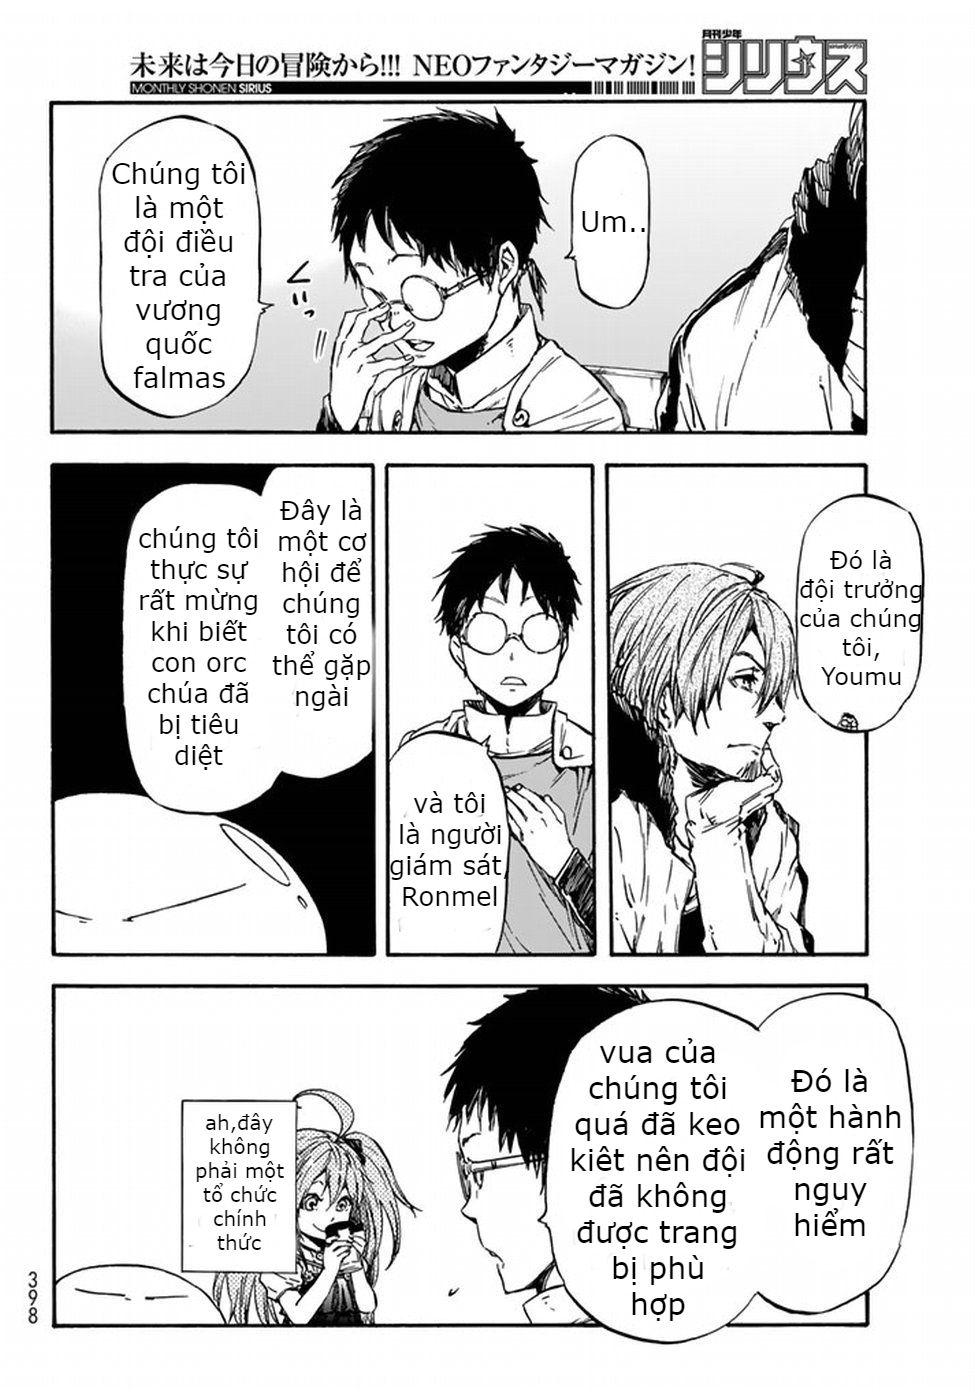 未来は今日の冒険から!!! NEOファンタジーマガジン!
月刊少年
シリウス
MONTHLY SHONEN SIRIUS
Um..
Chúng tôi
là một
đội điều
tra của
vương
quốc
falmas
Đó là
đội trưởng
của chúng
tôi,
Youmu
và tôi
là người
giám sát,
Ronmel
Đây là
một cơ
hội để
chúng
tôi có
thể gặp
ngài
chúng tôi
thực sự
rất mừng
khi biết
con orc
chúa đã
bị tiêu
diệt
Đó là
một hành
động rất
nguy
hiểm
vua của
chúng tôi
quá đã keo
kiêt nên đội
đã không
được trang
bị phù
hợp
ah,đây
không
phải một
tổ chức
chính
thức
398